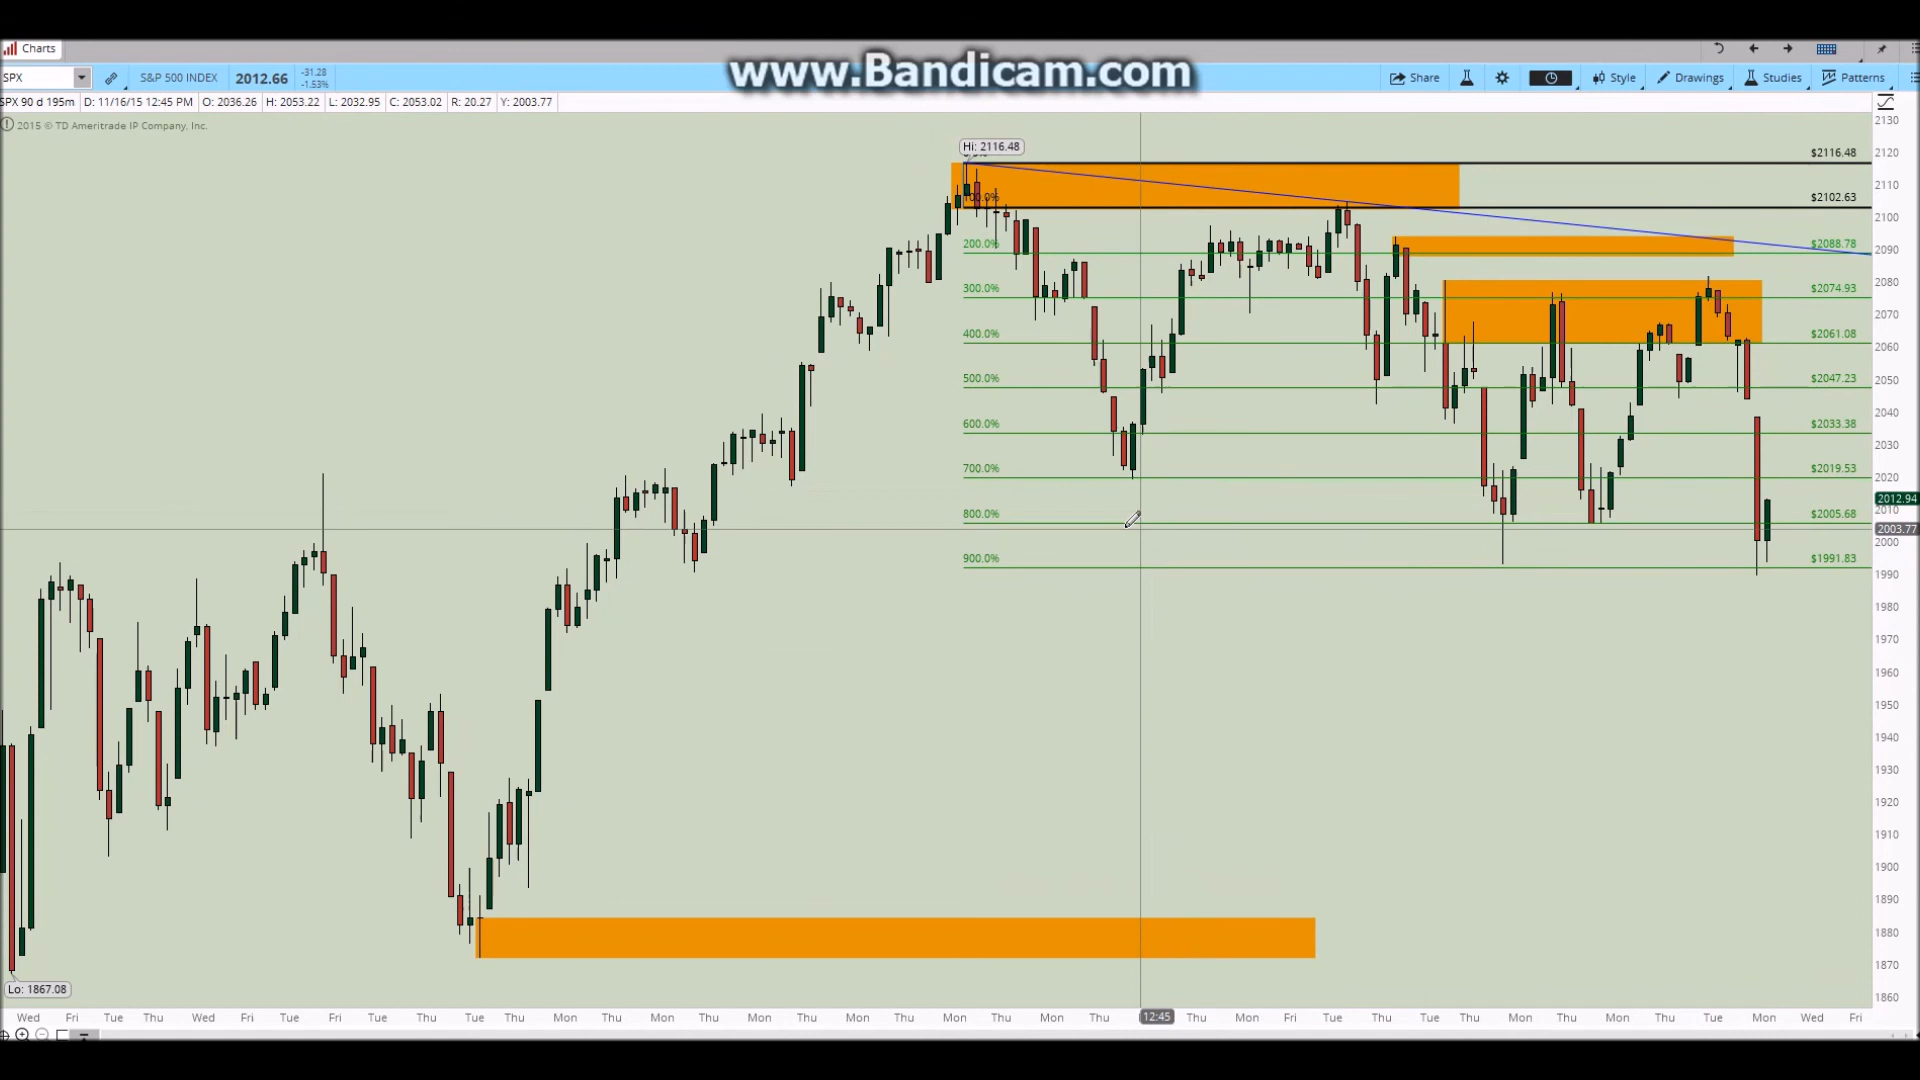 Charts
www.Bandicam.com
SPX
S&P 500 INDEX
2012.66
-31.28
-1.53%
Share
Style
Drawings
Studies
Patterns
SPX 90 d 195m
D: 11/16/15 12:45 PM
O: 2036.26
H: 2053.22
L: 2032.95
C: 2053.02
R: 20.27
Y: 2003.77
2015 © TD Ameritrade IP Company, Inc.
Hi: 2116.48
$2116.48
$2102.63
200.0%
$2088.78
300.0%
$2074.93
400.0%
$2061.08
500.0%
$2047.23
600.0%
$2033.38
700.0%
$2019.53
800.0%
$2005.68
900.0%
$1991.83
2130
2120
2110
2100
2090
2080
2070
2060
2050
2040
2030
2020
2012.94
2010
2003.77
2000
1990
1980
1970
1960
1950
1940
1930
1920
1910
1900
1890
1880
1870
1860
Lo: 1867.08
Wed Fri Tue Thu Wed Fri Tue Fri Tue Thu Tue Thu Mon Thu Mon Thu Mon Thu Mon Thu Mon Thu Mon Thu 12:45 Thu Mon Fri Tue Thu Tue Thu Mon Thu Mon Thu Tue Mon Wed Fri